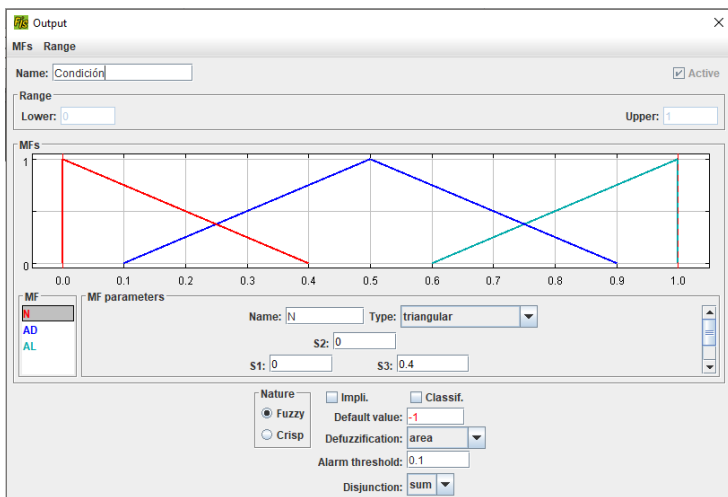 Fis Output
MFs Range
Name: Condición Active
Range
Lower: 0 Upper: 1
MFs
1
0
0.0 0.1 0.2 0.3 0.4 0.5 0.6 0.7 0.8 0.9 1.0
MF
N
AD
AL
MF parameters
Name: N Type: triangular
S2: 0
S1: 0 S3: 0.4
Nature
Fuzzy
Crisp
Impli. Classif.
Default value: -1
Defuzzification: area
Alarm threshold: 0.1
Disjunction: sum